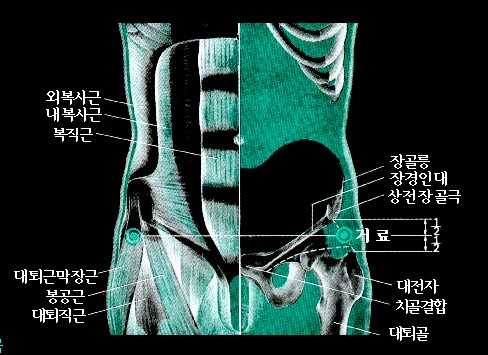 외복사근
내복사근
복직근
장골릉
장경인대
상전장골극
1
2
거료
1
2
대퇴근막장근
봉공근
대퇴직근
대전자
치골결합
대퇴골